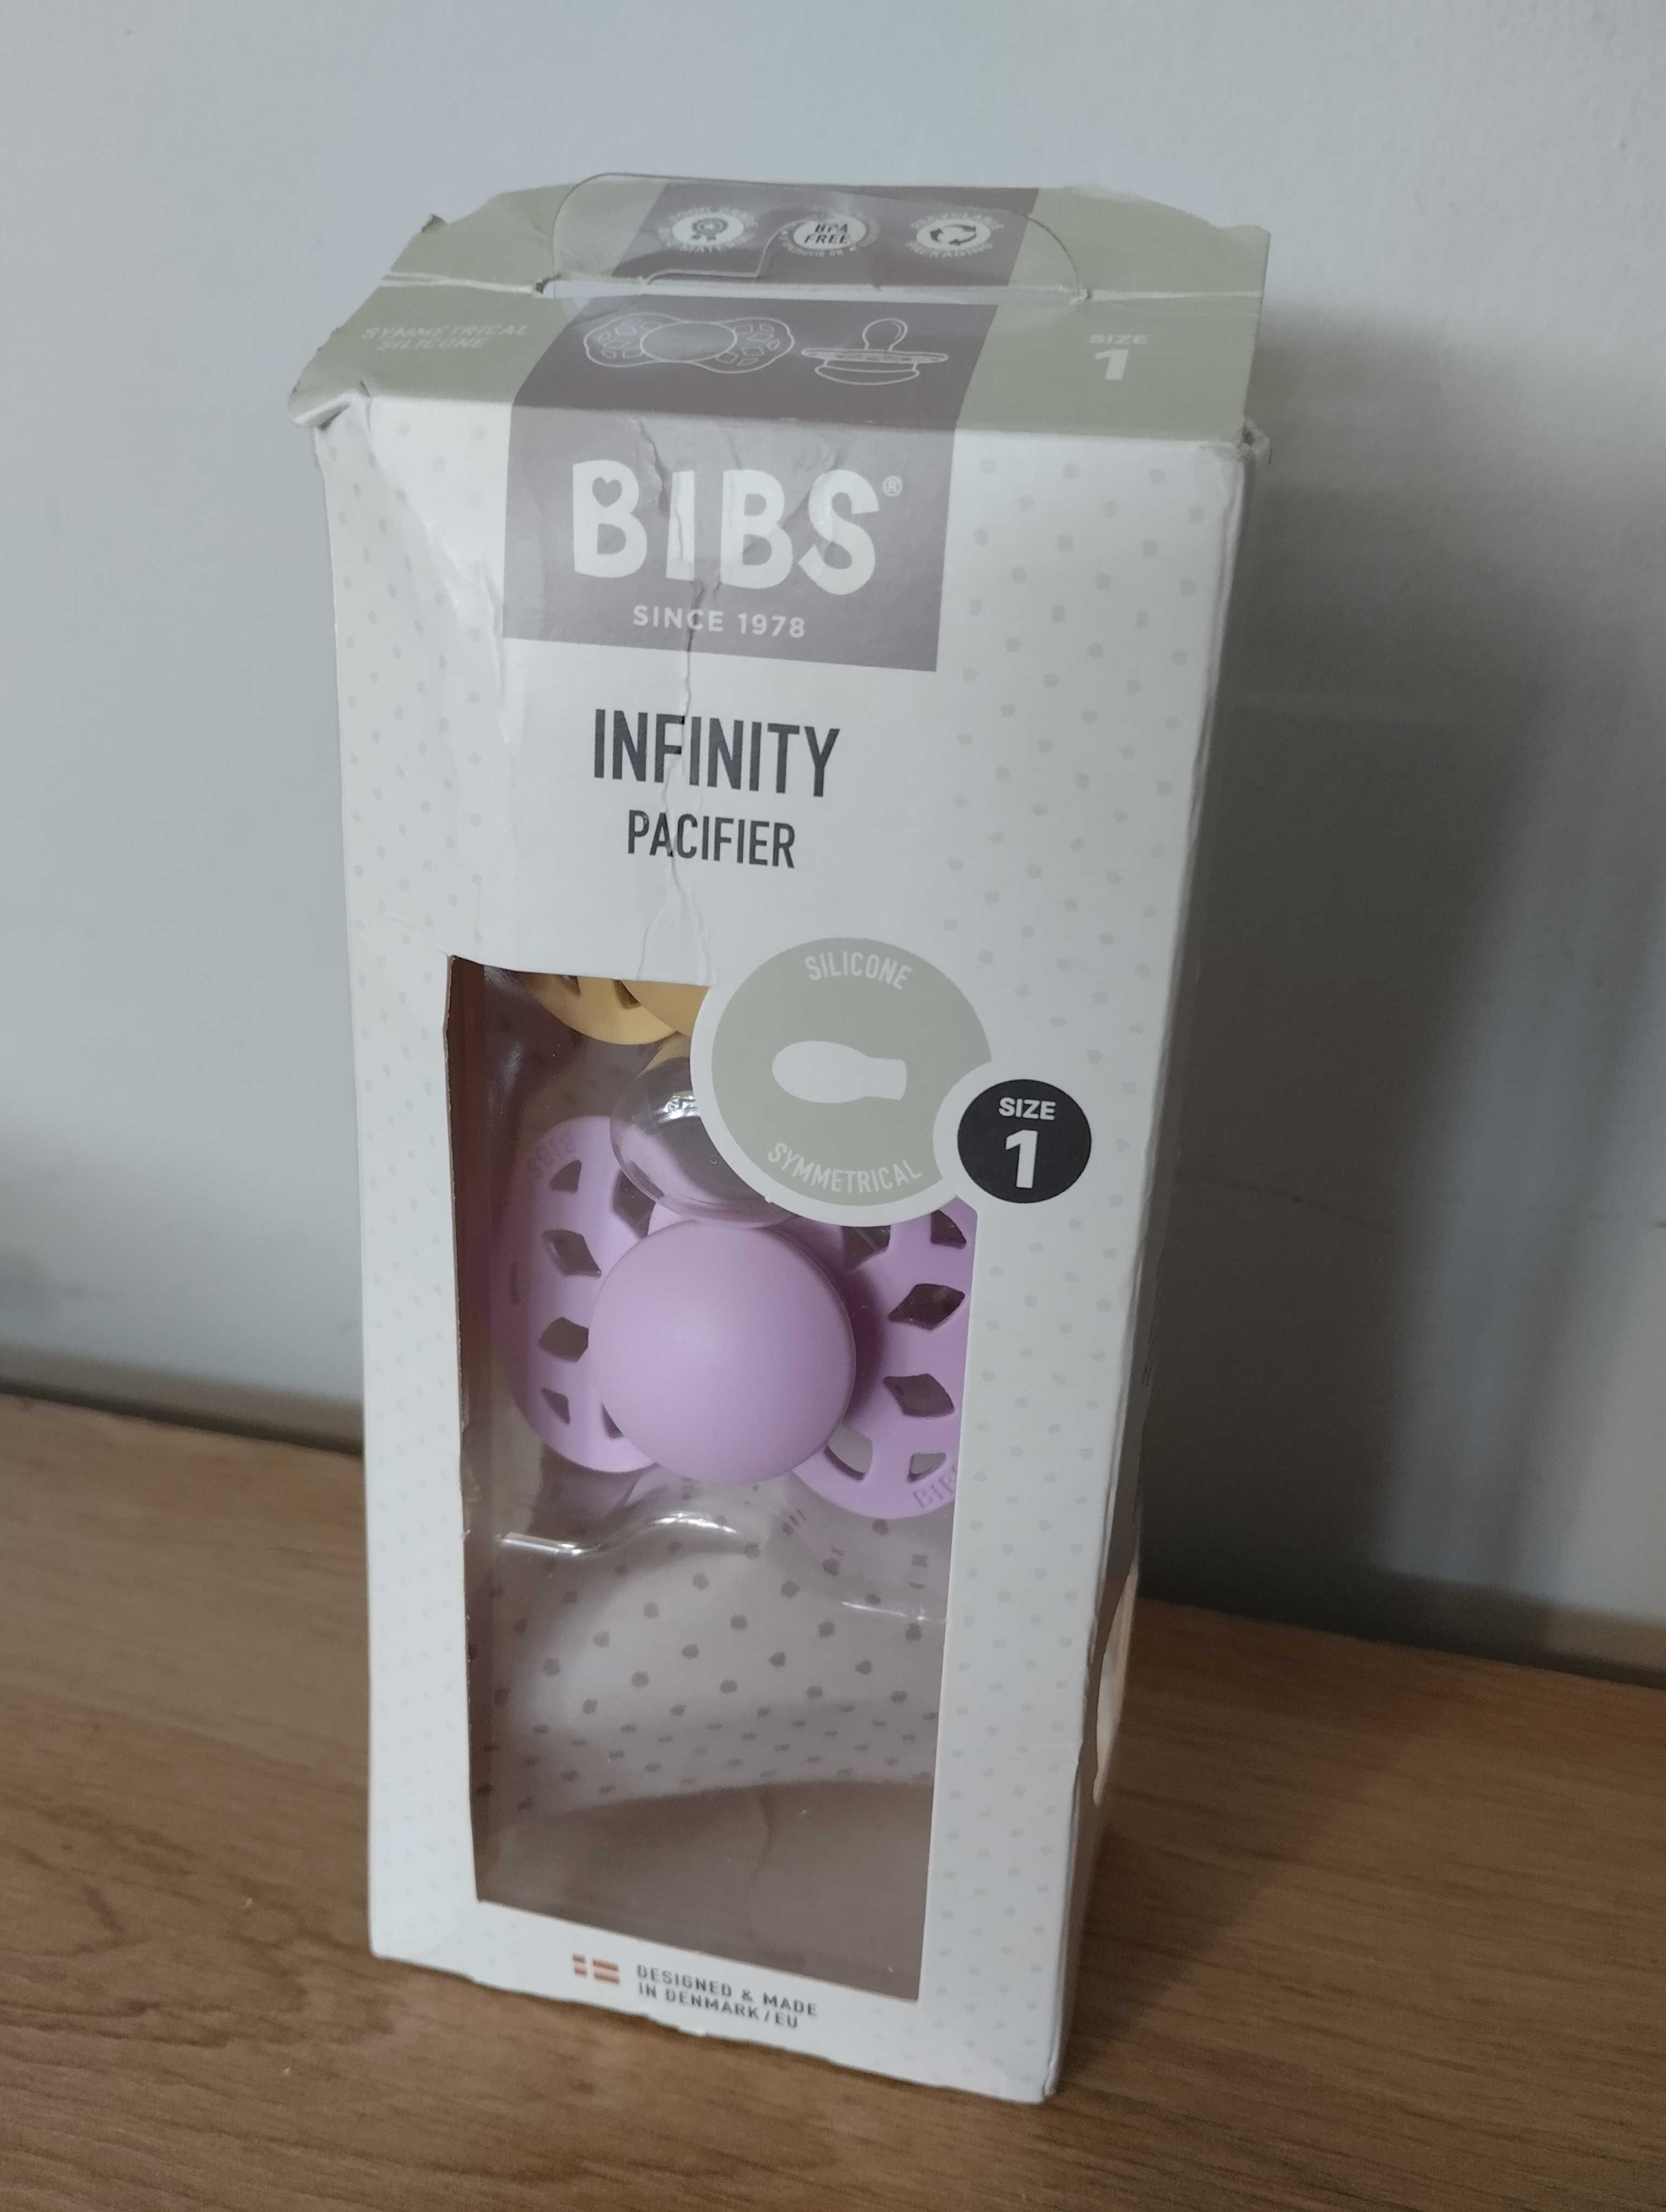 BPA
FREE
SYMMETRICAL
SILICONE
SIZE
1
BIBS®
SINCE 1978
INFINITY
PACIFIER
SILICONE
SYMMETRICAL
SIZE
1
BIBS
DESIGNED & MADE
IN DENMARK/EU